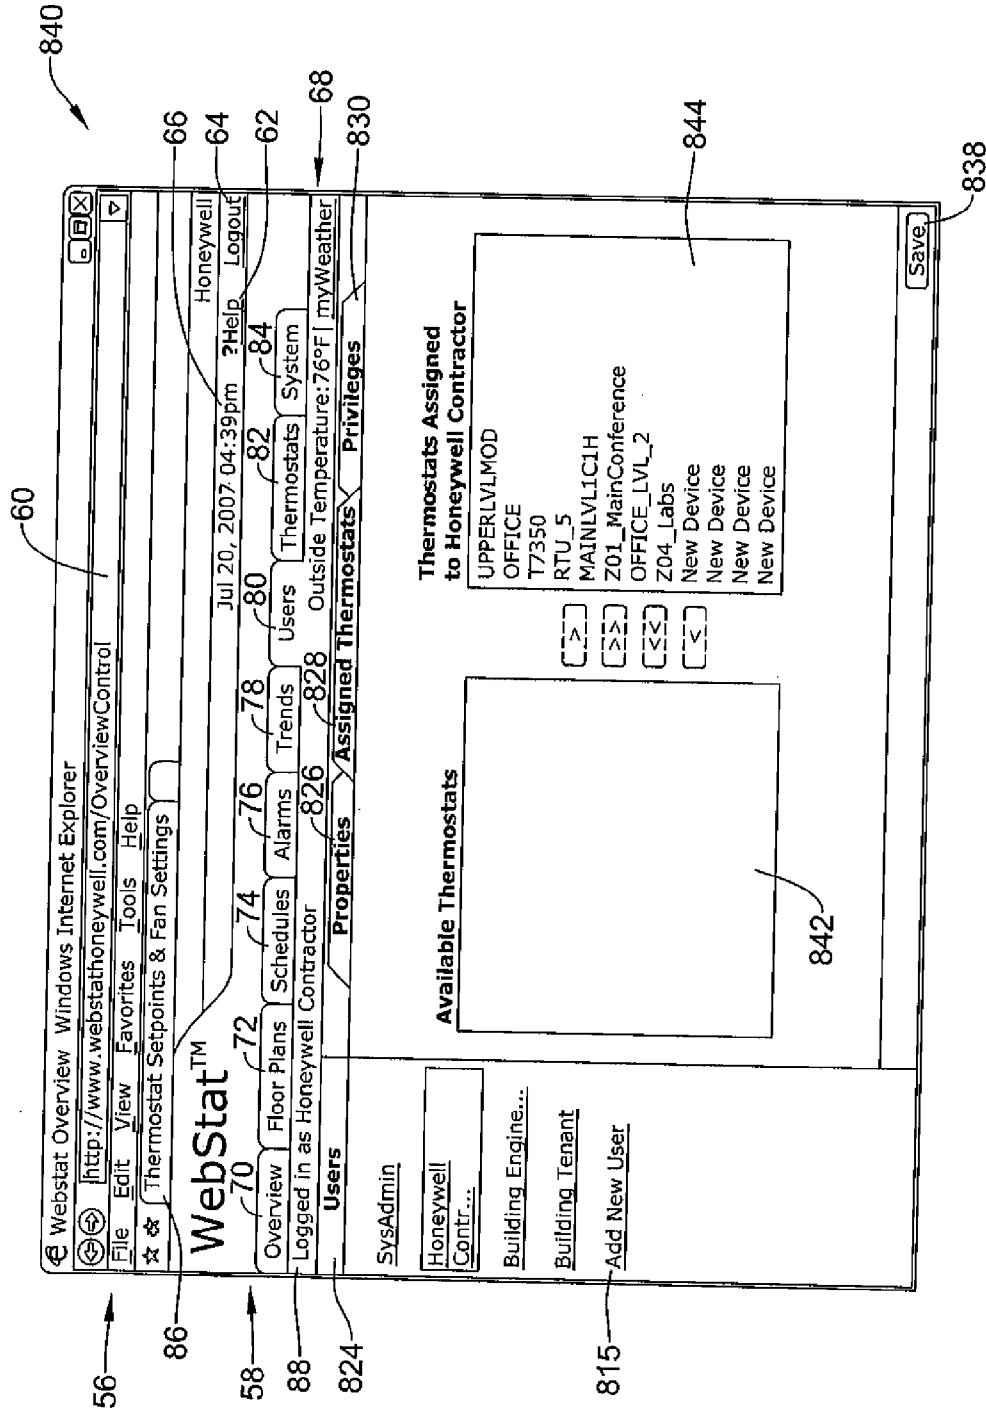 840
60
66
64
62
68
830
Webstat Overview Windows Internet Explorer
http://www.webstathoneywell.com/OverviewControl
File Edit View Favorites Tools Help
Thermostat Setpoints & Fan Settings
Honeywell
WebStat™
Jul 20, 2007 04:39pm ?Help Logout
70 72 74 76 78 80 82 84
Overview Floor Plans Schedules Alarms Trends Users Thermostats System
Logged in as Honeywell Contractor Outside Temperature:76°F | myWeather
826 828
Users Properties Assigned Thermostats Privileges
SysAdmin
Honeywell
Contr...
Building Engine...
Building Tenant
Add New User
Available Thermostats
>
>>
<<
<
Thermostats Assigned
to Honeywell Contractor
UPPERLVLMOD
OFFICE
T7350
RTU_5
MAINLVL1C1H
Z01_MainConference
OFFICE_LVL_2
Z04_Labs
New Device
New Device
New Device
New Device
Save
56
86
58
88
824
815
842
844
838